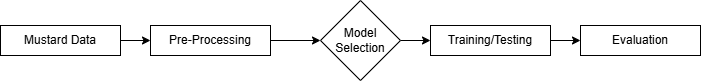 Mustard Data
Pre-Processing
Model
Selection
Training/Testing
Evaluation